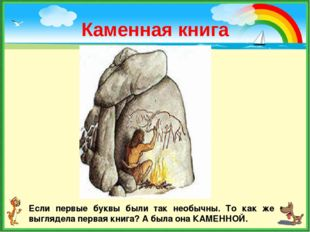 Каменная книга
Если первые буквы были так необычны. То как же
выглядела первая книга? А была она КАМЕННОЙ.